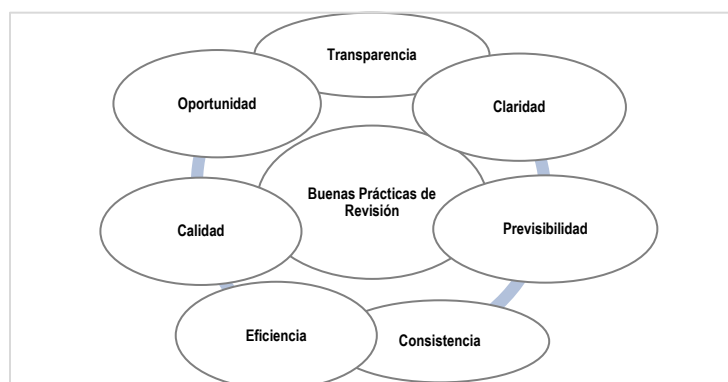 Transparencia
Oportunidad
Claridad
Buenas Prácticas de
Revisión
Calidad
Previsibilidad
Eficiencia
Consistencia